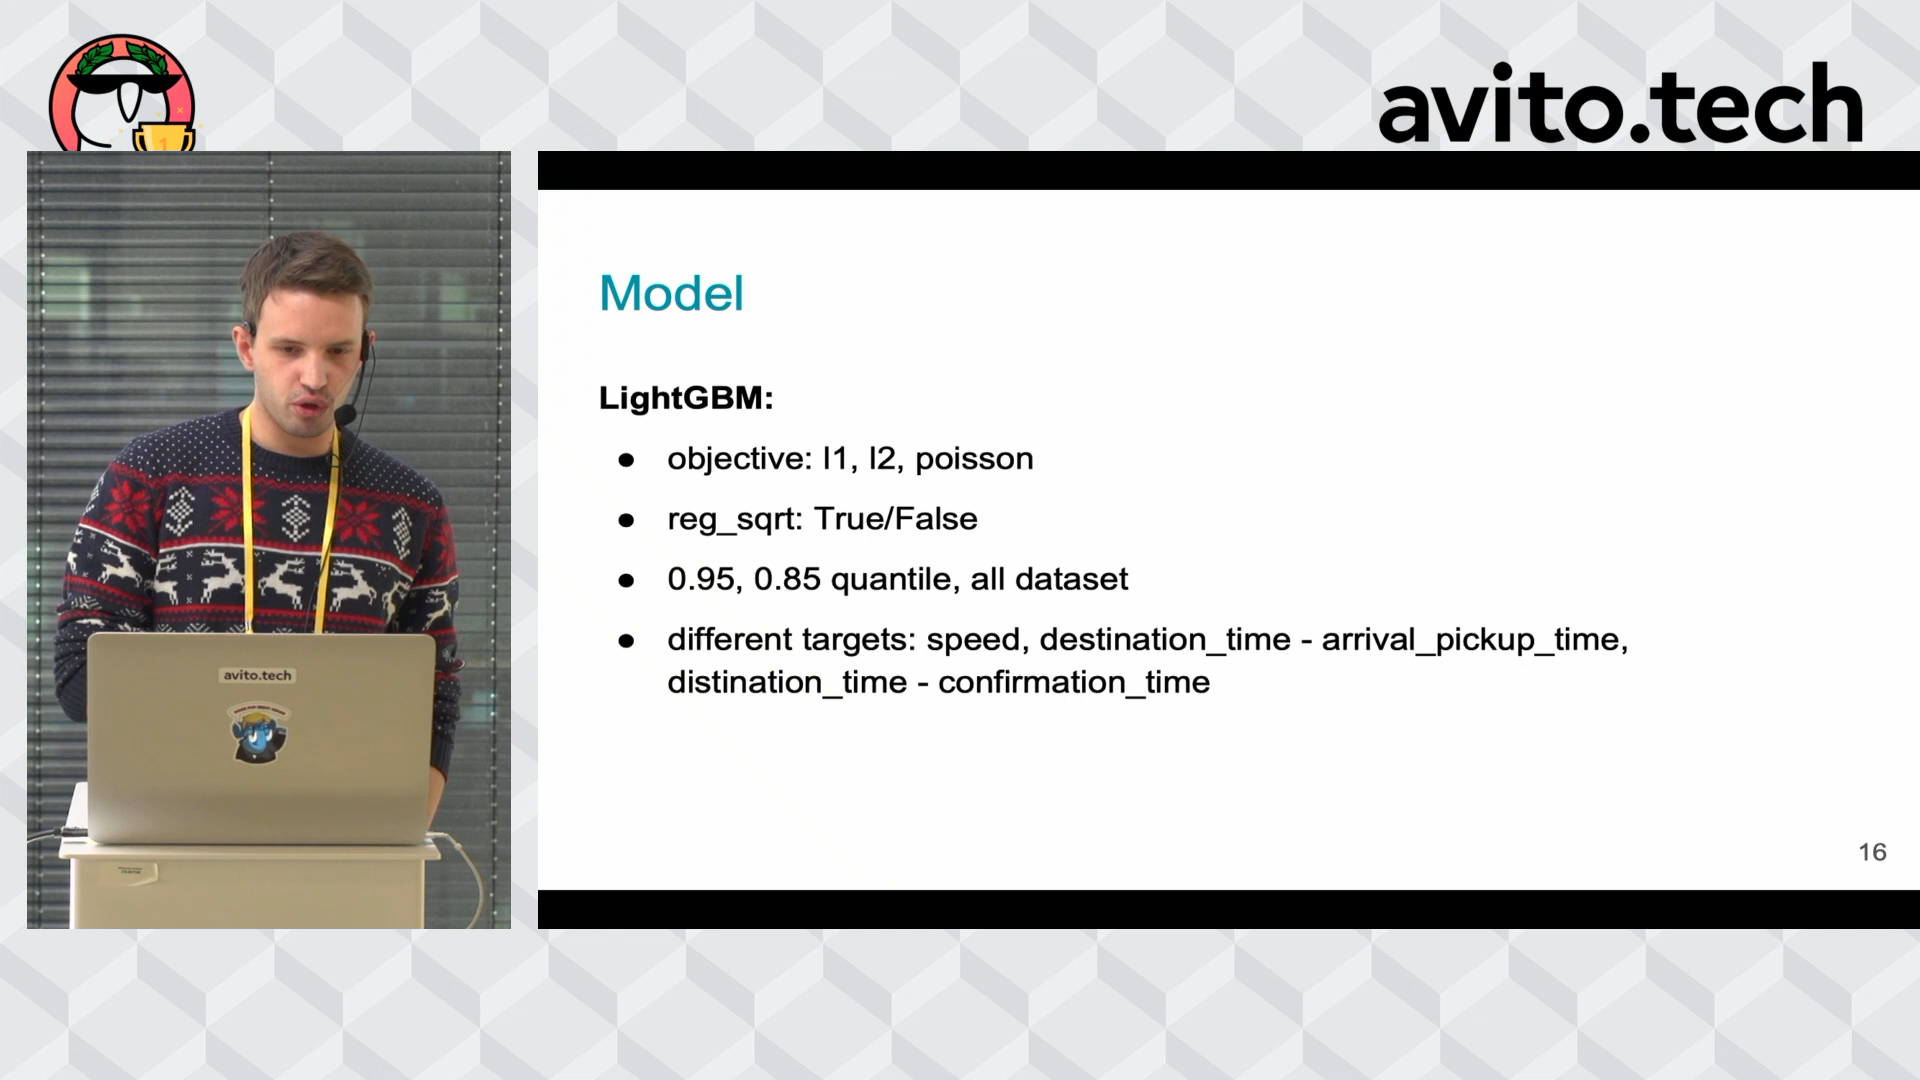 avito.tech
Model
LightGBM:
● objective: l1, l2, poisson
● reg_sqrt: True/False
● 0.95, 0.85 quantile, all dataset
● different targets: speed, destination_time - arrival_pickup_time,
distination_time - confirmation_time
16
avito.tech
1